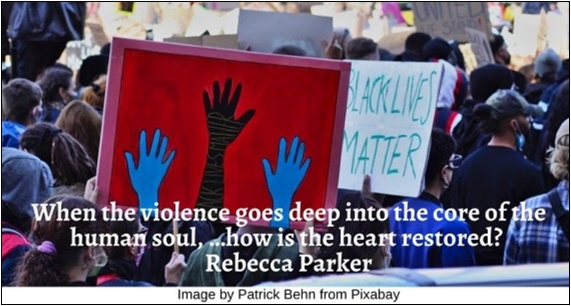 UNITED
BLACK LIVES
MATTER
When the violence goes deep into the core of the
human soul, ...how is the heart restored?
Rebecca Parker
Image by Patrick Behn from Pixabay